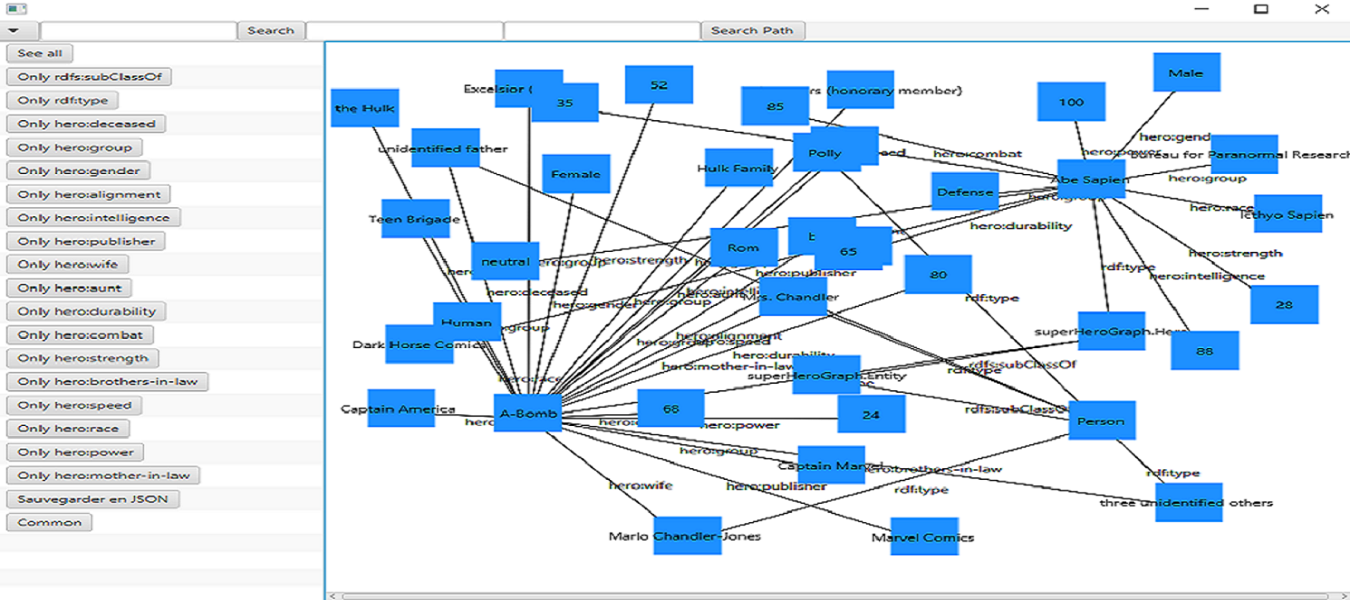 Search
Search Path
See all
Only rdfs:subClassOf
Only rdf:type
Only hero:deceased
Only hero:group
Only hero:gender
Only hero:alignment
Only hero:intelligence
Only hero:publisher
Only hero:wife
Only hero:aunt
Only hero:durability
Only hero:combat
Only hero:strength
Only hero:brothers-in-law
Only hero:speed
Only hero:race
Only hero:power
Only hero:mother-in-law
Sauvegarder en JSON
Common
Male
52
Excelsior (
35
85
(honorary member)
100
the Hulk
hero:gend
unidentified father
Polly
hero:combat
hero:power
Bureau for Paranormal Research
Hulk Family
Female
Abe Sapien
hero:group
Defense
hero:race
Icthyo Sapien
Teen Brigade
hero:durability
Rom
65
hero:strength
neutral
hero:group
hero:strength
rdf:type
hero:publisher
80
hero:intelligence
hero:deceased
Mrs. Chandler
rdf:type
hero:gender
hero:group
28
Human
group
superHeroGraph.Hero
hero:alignment
Dark Horse Comics
hero:speed
88
hero:durability
hero:mother-in-law
rdfs:subClassOf
superHeroGraph.Entity
Captain America
A-Bomb
68
24
rdfs:subClassO
Person
hero:power
hero:group
Captain Marvel
hero:brothers-in-law
rdf:type
hero:wife
hero:publisher
rdf:type
three unidentified others
Marlo Chandler-Jones
Marvel Comics